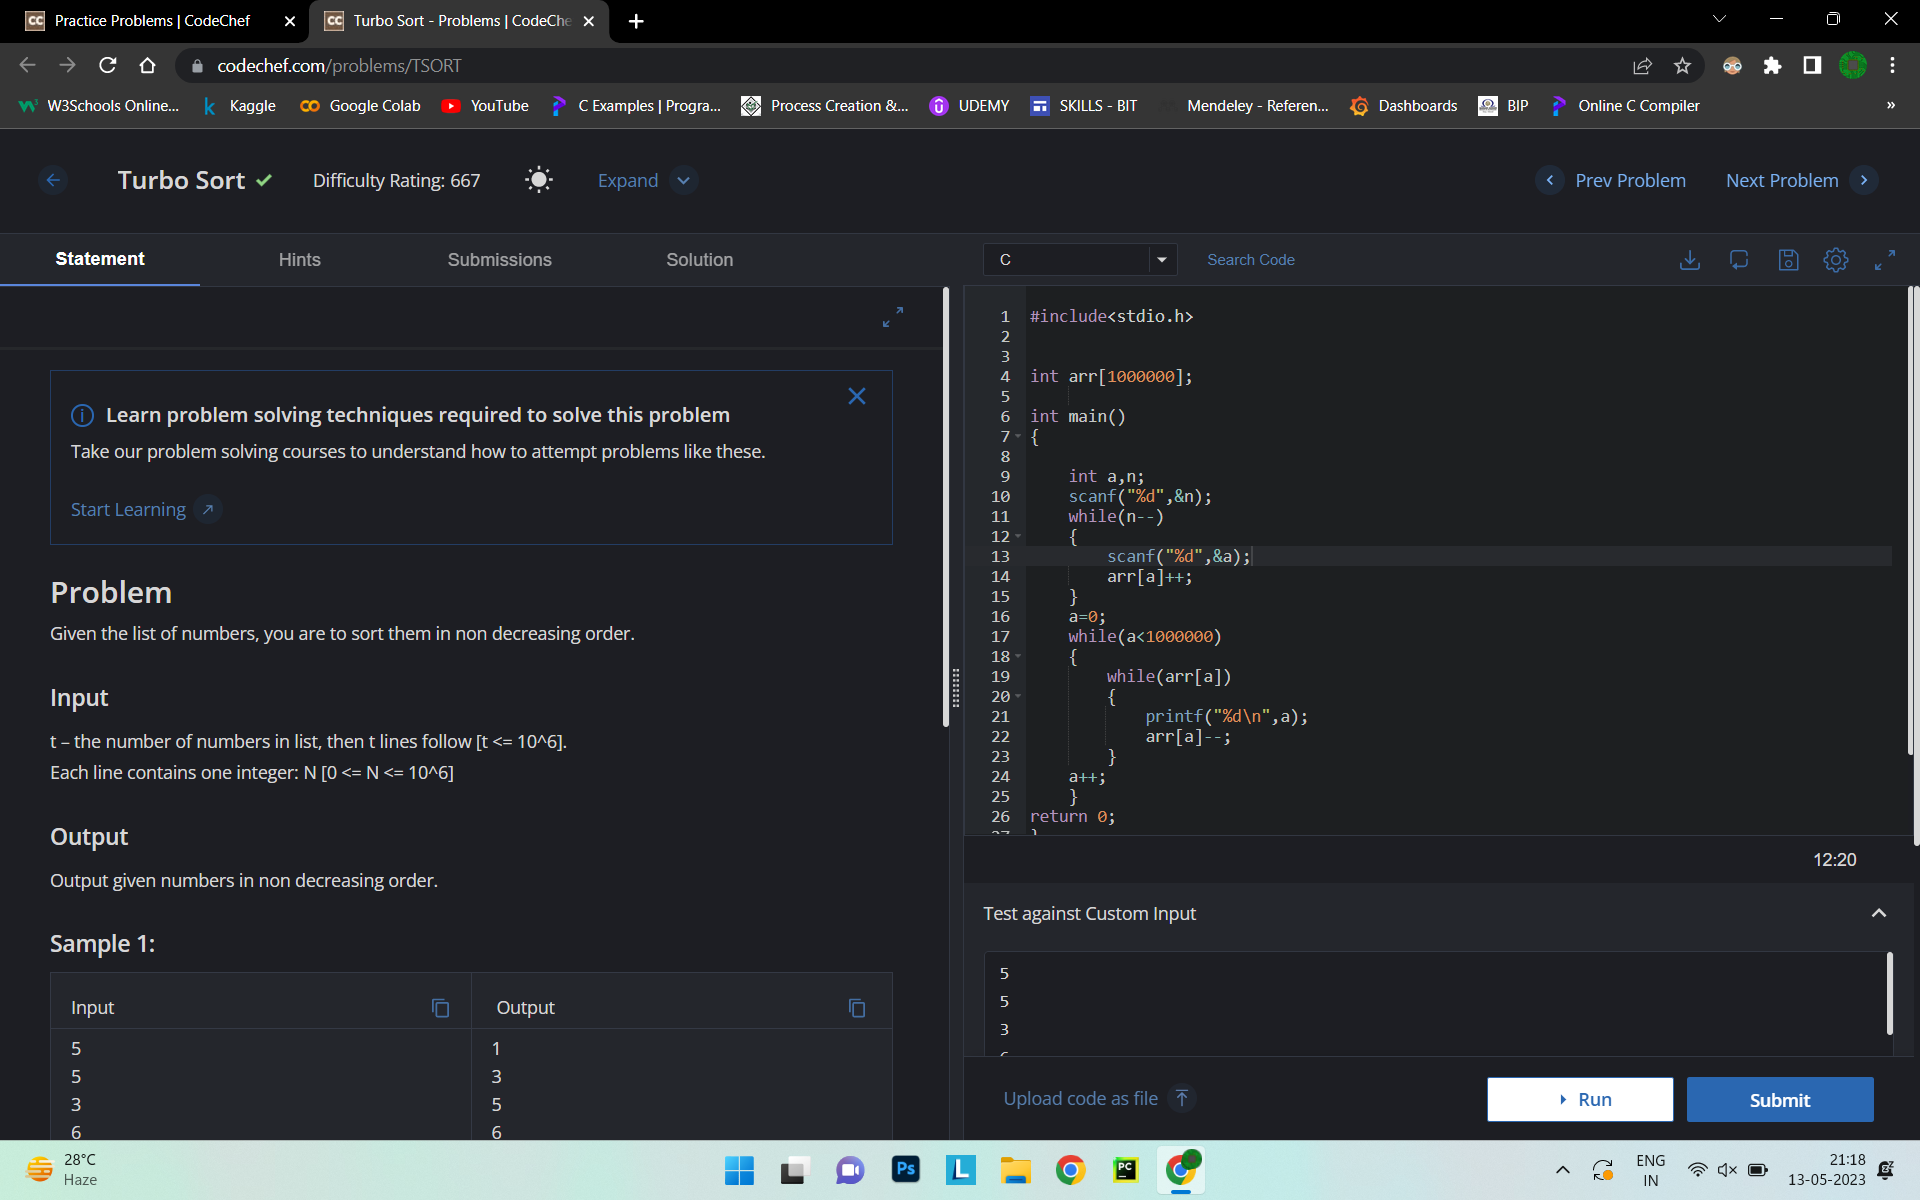 Practice Problems | CodeChef
Turbo Sort - Problems | CodeChe
codechef.com/problems/TSORT
W3Schools Online...
Kaggle
Google Colab
YouTube
C Examples | Progra...
Process Creation &...
UDEMY
SKILLS - BIT
Mendeley - Referen...
Dashboards
BIP
Online C Compiler
»
Turbo Sort
Difficulty Rating: 667
Expand
Prev Problem
Next Problem
Statement
Hints
Submissions
Solution
C
Search Code
Learn problem solving techniques required to solve this problem
Take our problem solving courses to understand how to attempt problems like these.
Start Learning
Problem
Given the list of numbers, you are to sort them in non decreasing order.
Input
t – the number of numbers in list, then t lines follow [t <= 10^6].
Each line contains one integer: N [0 <= N <= 10^6]
Output
Output given numbers in non decreasing order.
Sample 1:
Input
Output
5 1
5 3
3 5
6 6
1 #include<stdio.h>
2
3
4 int arr[1000000];
5
6 int main()
7 {
8
9 int a,n;
10 scanf("%d",&n);
11 while(n--)
12 {
13 scanf("%d",&a);
14 arr[a]++;
15 }
16 a=0;
17 while(a<1000000)
18 {
19 while(arr[a])
20 {
21 printf("%d\n",a);
22 arr[a]--;
23 }
24 a++;
25 }
26 return 0;
12:20
Test against Custom Input
5
5
3
Upload code as file
Run
Submit
28°C
Haze
Ps
L
PC
ENG
IN
21:18
13-05-2023